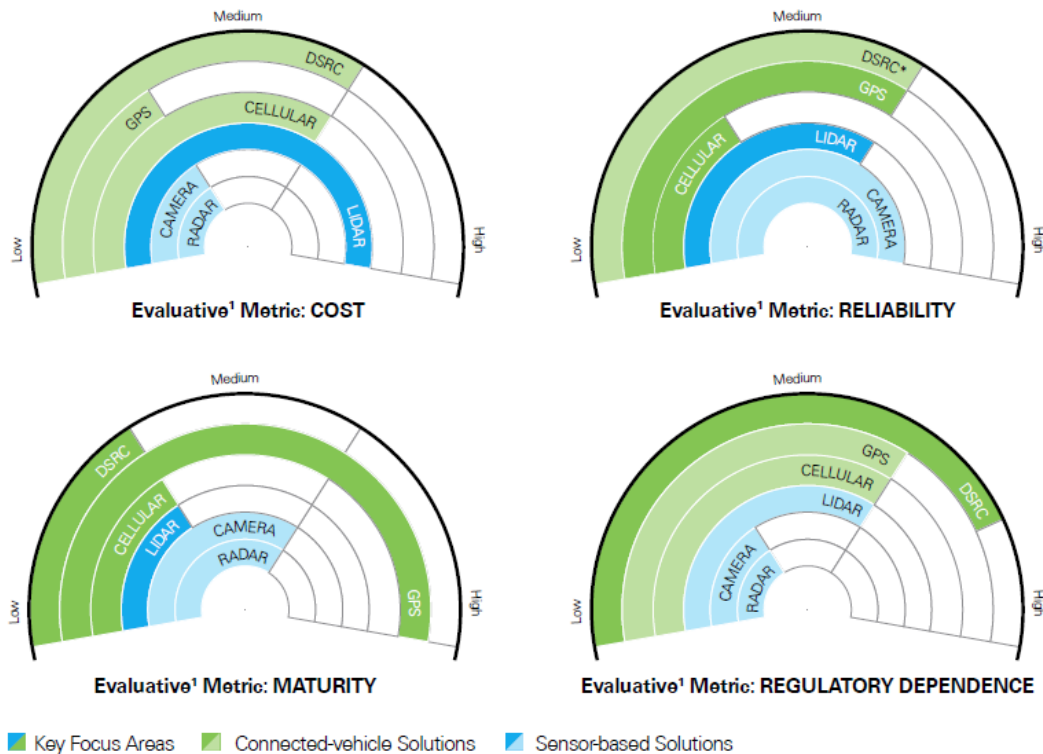 Medium
DSRC
GPS
CELLULAR
LIDAR
CAMERA
RADAR
Low
High
Evaluative¹ Metric: COST
Medium
DSRC*
GPS
CELLULAR
LIDAR
CAMERA
RADAR
Low
High
Evaluative¹ Metric: RELIABILITY
Medium
DSRC
CELLULAR
LIDAR
CAMERA
RADAR
GPS
Low
High
Evaluative¹ Metric: MATURITY
Medium
GPS
CELLULAR
LIDAR
DSRC
CAMERA
RADAR
Low
High
Evaluative¹ Metric: REGULATORY DEPENDENCE
Key Focus Areas
Connected-vehicle Solutions
Sensor-based Solutions